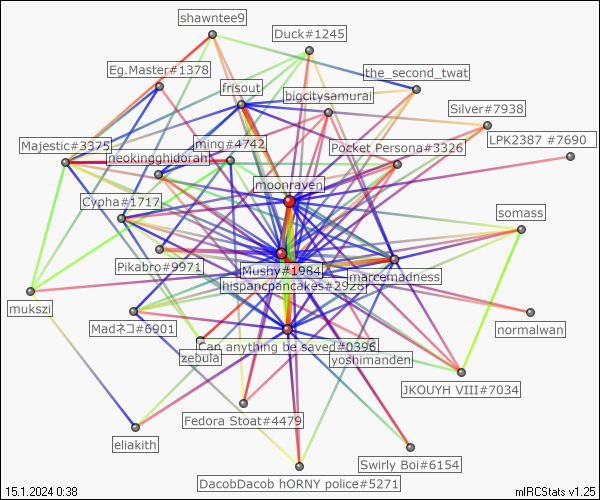 shawntee9
Duck#1245
Eg.Master#1378
the_second_twat
frisout
bigcitysamurai
Silver#7938
LPK2387 #7690
Majestic#3375
ming#4742
Pocket Persona#3326
neokingghidorah
moonraven
Cypha#1717
somass
Pikabro#9971
Mushy#1984
marcemadness
hispancpancakes#2928
mukszi
Madネコ#6901
normalwan
Can anything be saved#0396
zebula
yoshimanden
JKOUYH VIII#7034
Fedora Stoat#4479
eliakith
Swirly Boi#6154
DacobDacob hORNY police#5271
15.1.2024 0:38
mIRCStats v1.25